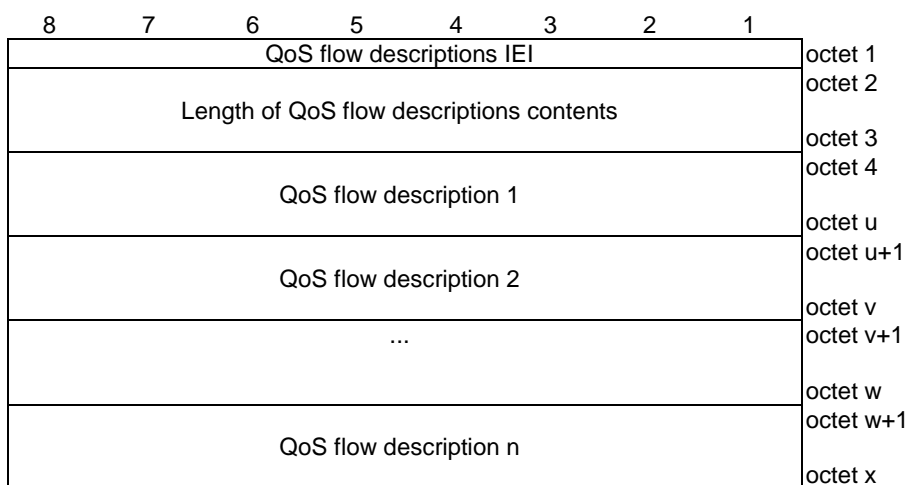 8 7 6 5 4 3 2 1
QoS flow descriptions IEI octet 1
octet 2
Length of QoS flow descriptions contents
octet 3
octet 4
QoS flow description 1
octet u
octet u+1
QoS flow description 2
octet v
... octet v+1
octet w
octet w+1
QoS flow description n
octet x